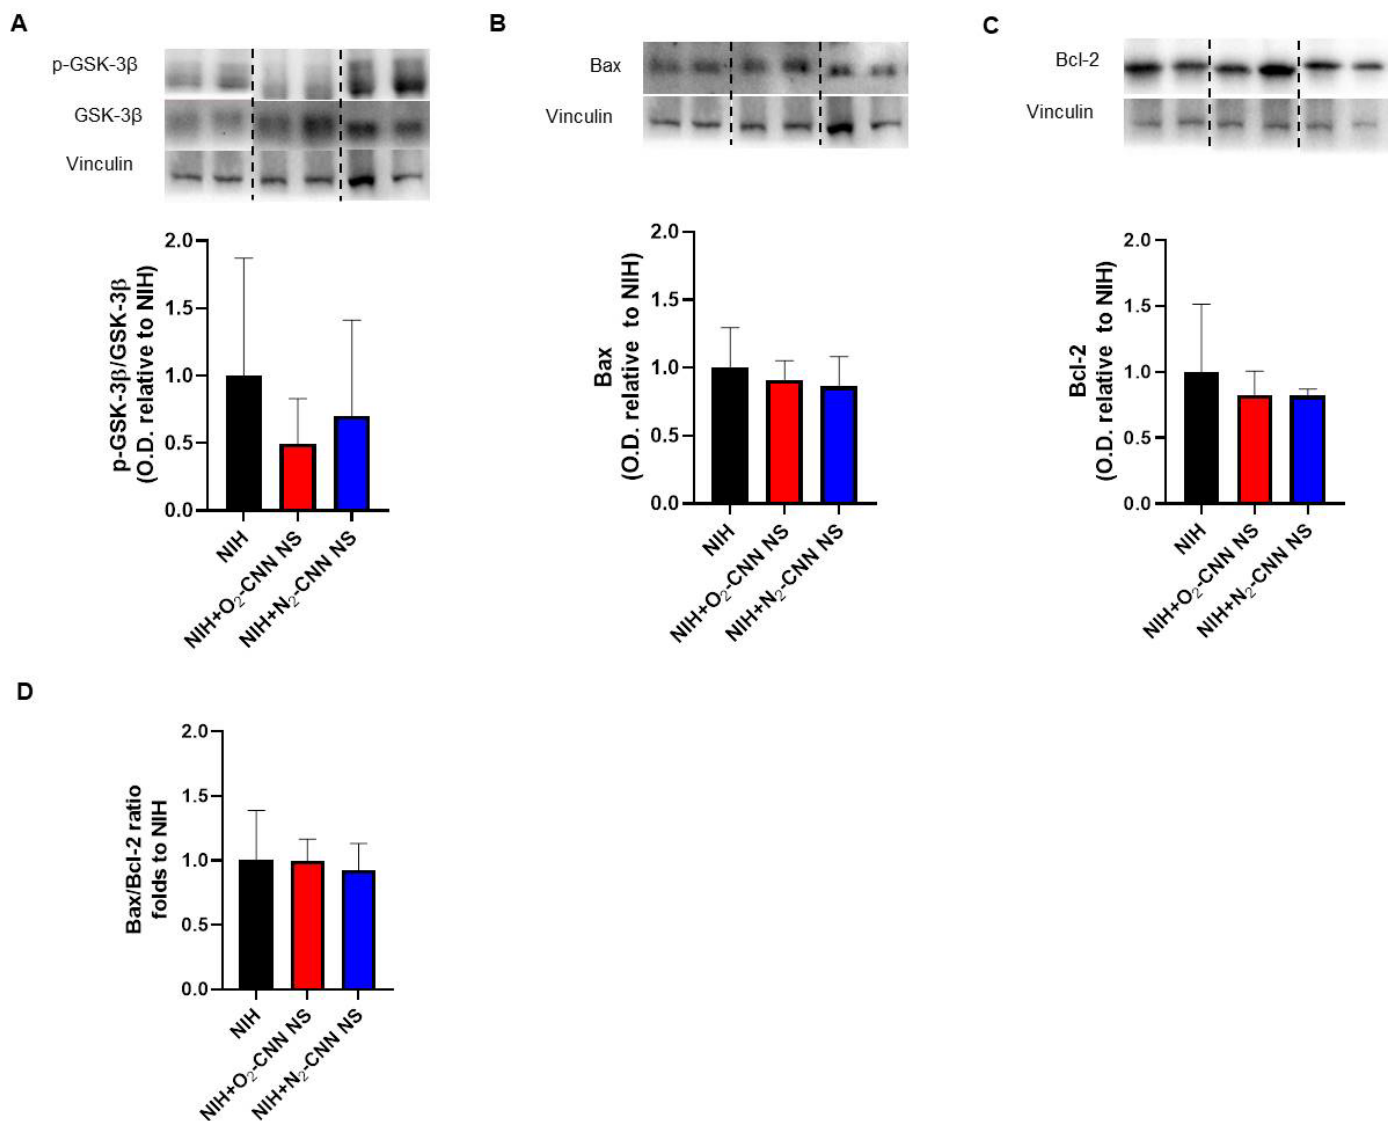 A
p-GSK-3β
GSK-3β
Vinculin
p-GSK-3β/GSK-3β
(O.D. relative to NIH)
2.0
1.5
1.0
0.5
0.0
NIH
NIH+O₂-CNN NS
NIH+N₂-CNN NS
B
Bax
Vinculin
Bax
(O.D. relative to NIH)
2.0
1.5
1.0
0.5
0.0
NIH
NIH+O₂-CNN NS
NIH+N₂-CNN NS
C
Bcl-2
Vinculin
Bcl-2
(O.D. relative to NIH)
2.0
1.5
1.0
0.5
0.0
NIH
NIH+O₂-CNN NS
NIH+N₂-CNN NS
D
Bax/Bcl-2 ratio
folds to NIH
2.0
1.5
1.0
0.5
0.0
NIH
NIH+O₂-CNN NS
NIH+N₂-CNN NS